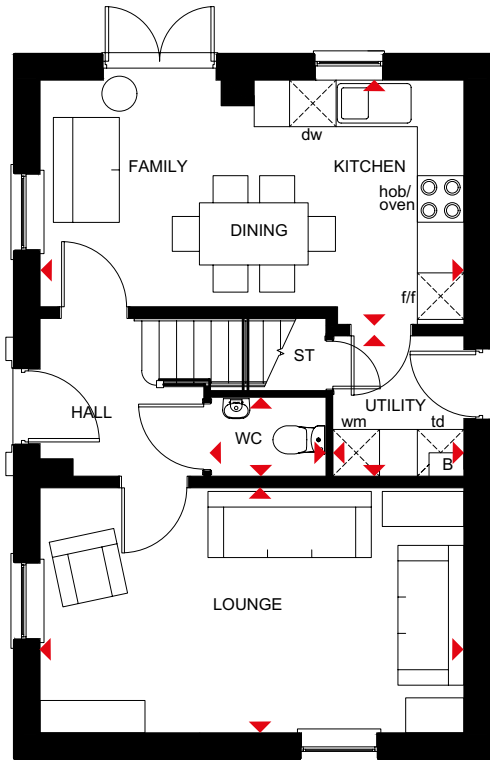 dw
FAMILY
KITCHEN
hob/
oven
DINING
f/f
ST
HALL
UTILITY
WC
wm
td
B
LOUNGE